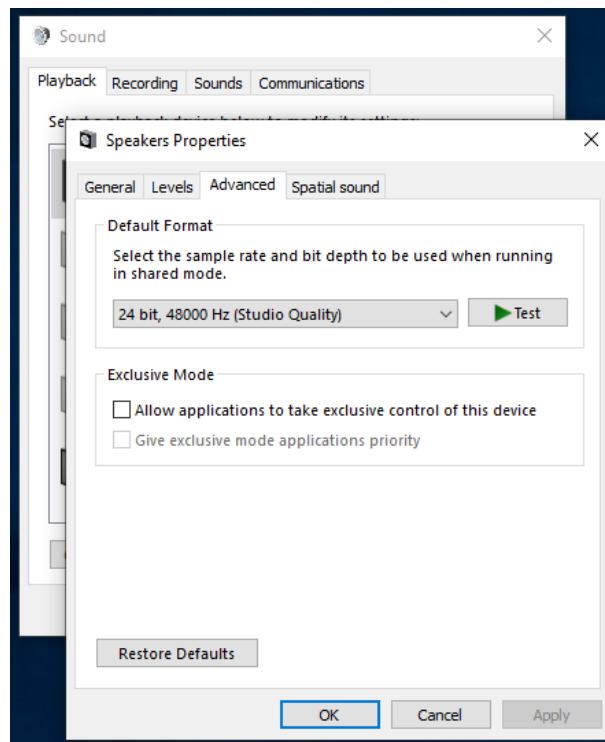 Sound
Playback
Recording
Sounds
Communications
Speakers Properties
General
Levels
Advanced
Spatial sound
Default Format
Select the sample rate and bit depth to be used when running
in shared mode.
24 bit, 48000 Hz (Studio Quality)
Test
Exclusive Mode
Allow applications to take exclusive control of this device
Give exclusive mode applications priority
Restore Defaults
OK
Cancel
Apply